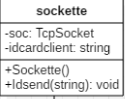 sockette
-soc: TcpSocket
-idcardclient: string
+Sockette()
+Idsend(string): void